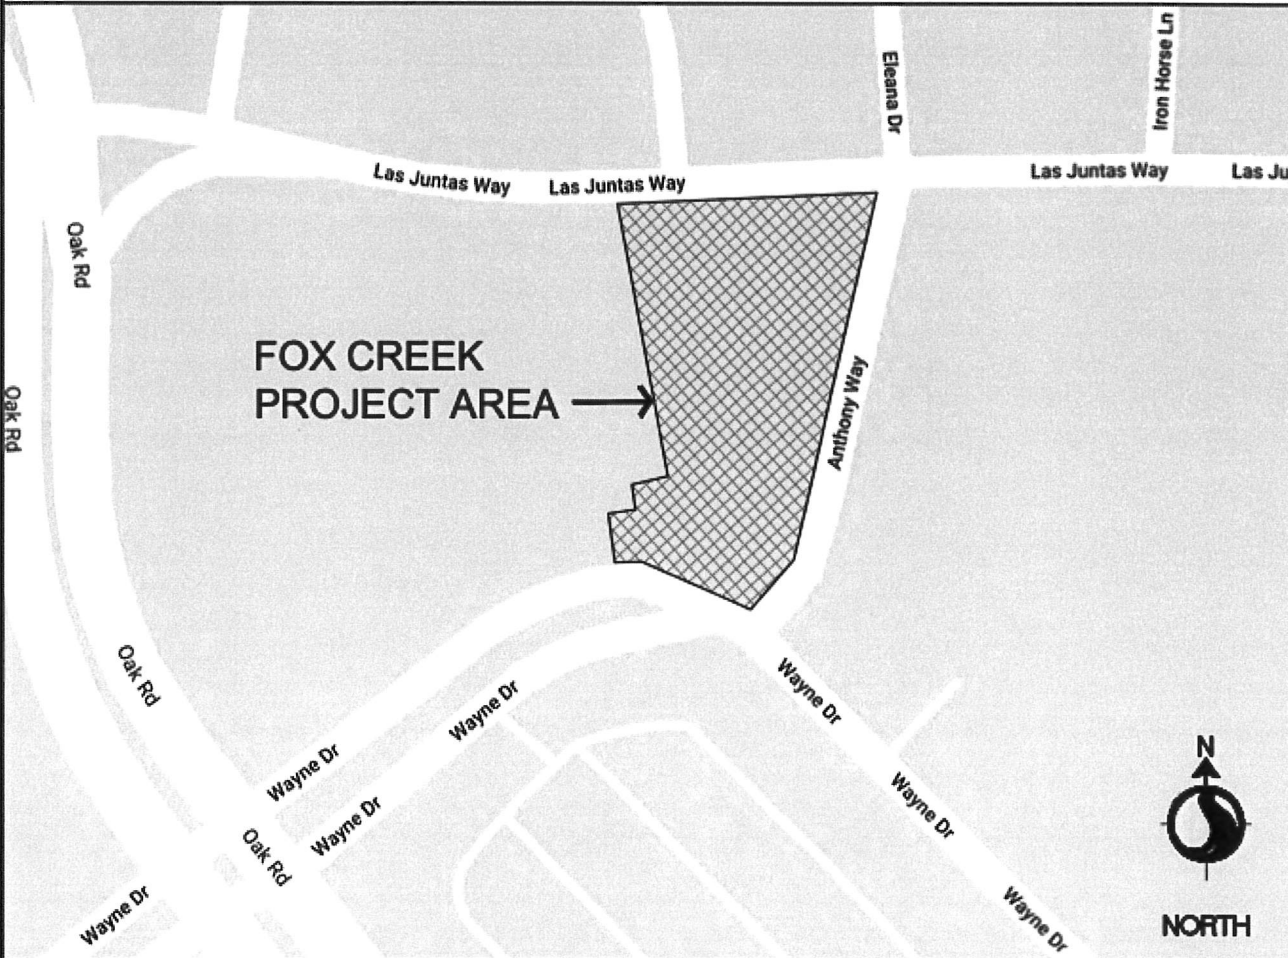 Eleana Dr
Iron Horse Ln
Las Juntas Way
Las Juntas Way
Las Juntas Way
Las Ju
Oak Rd
FOX CREEK
PROJECT AREA
Oak Rd
Anthony Way
Oak Rd
Wayne Dr
Wayne Dr
Wayne Dr
Wayne Dr
Wayne Dr
Oak Rd
Wayne Dr
Wayne Dr
N
NORTH